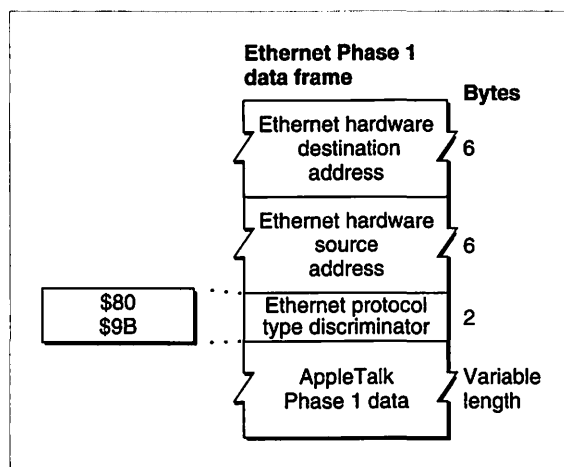 Ethernet Phase 1
data frame
Bytes
Ethernet hardware
destination
address
6
Ethernet hardware
source
address
6
$80
$9B
Ethernet protocol
type discriminator
2
AppleTalk
Phase 1 data
Variable
length